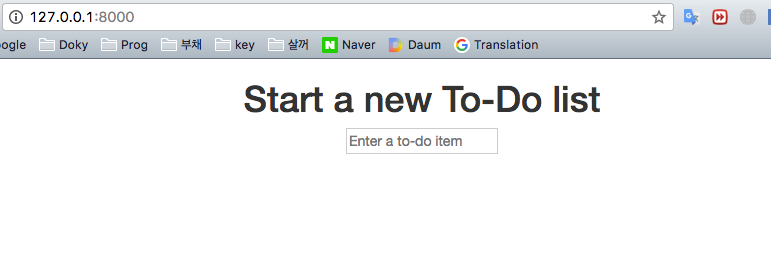 127.0.0.1:8000
ogle Doky Prog 부채 key 살꺼 Naver Daum Translation
Start a new To-Do list
Enter a to-do item